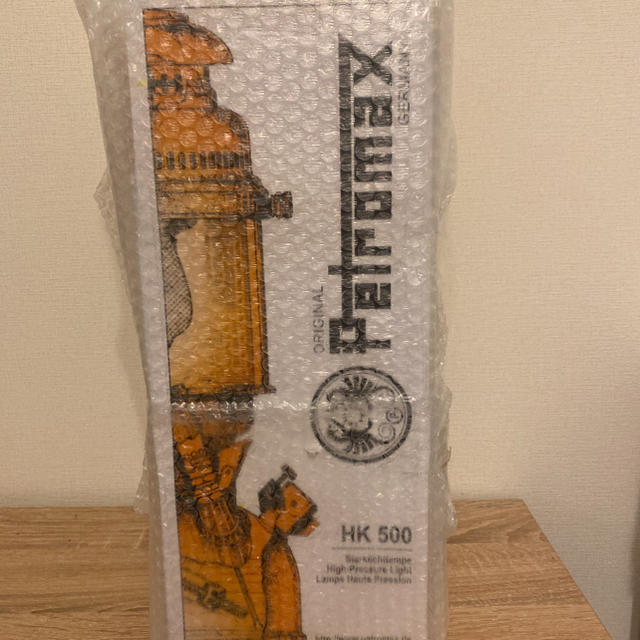 ORIGINAL
Petromax
GERMANY
HK 500
Starklichtlampe
High-Pressure Light
Lampe Haute Pression